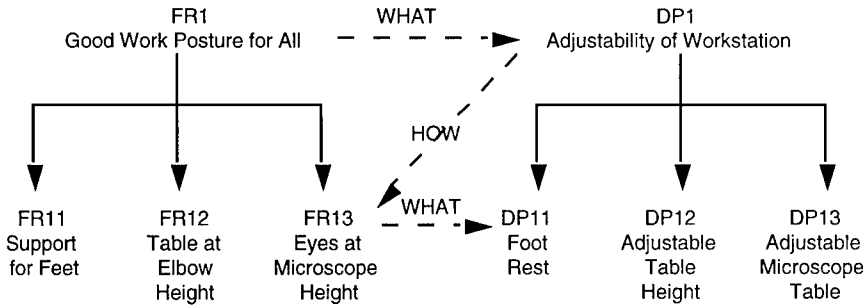 FR1
Good Work Posture for All
WHAT
DP1
Adjustability of Workstation
HOW
FR11
Support
for Feet
FR12
Table at
Elbow
Height
FR13
Eyes at
Microscope
Height
WHAT
DP11
Foot
Rest
DP12
Adjustable
Table
Height
DP13
Adjustable
Microscope
Table